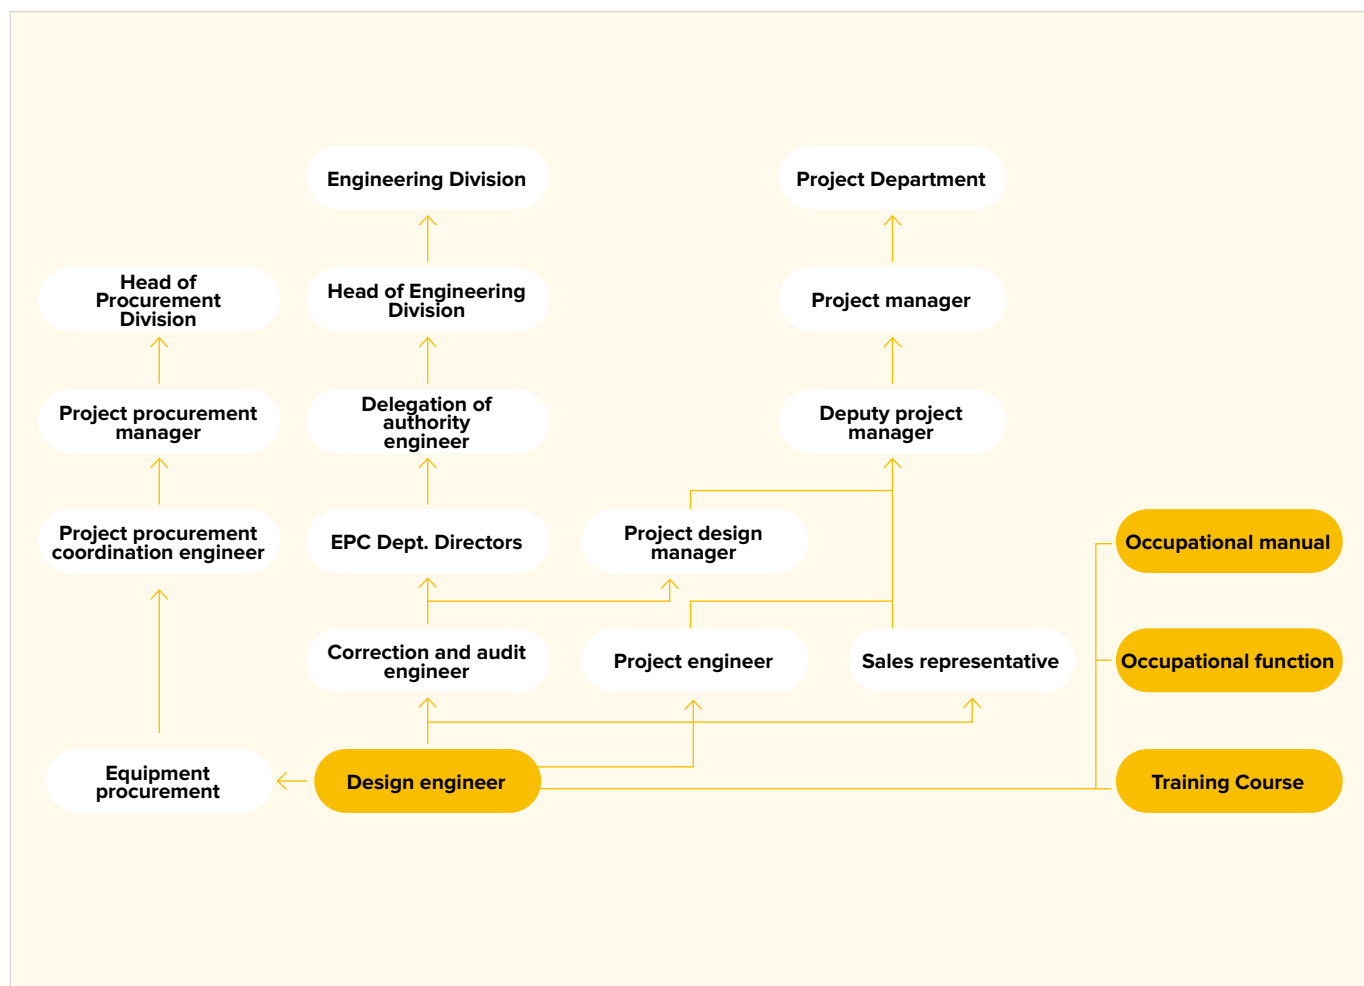 Engineering Division
Project Department
Head of
Procurement
Division
Head of Engineering
Division
Project manager
Project procurement
manager
Delegation of
authority
engineer
Deputy project
manager
Project procurement
coordination engineer
EPC Dept. Directors
Project design
manager
Occupational manual
Correction and audit
engineer
Project engineer
Sales representative
Occupational function
Equipment
procurement
Design engineer
Training Course